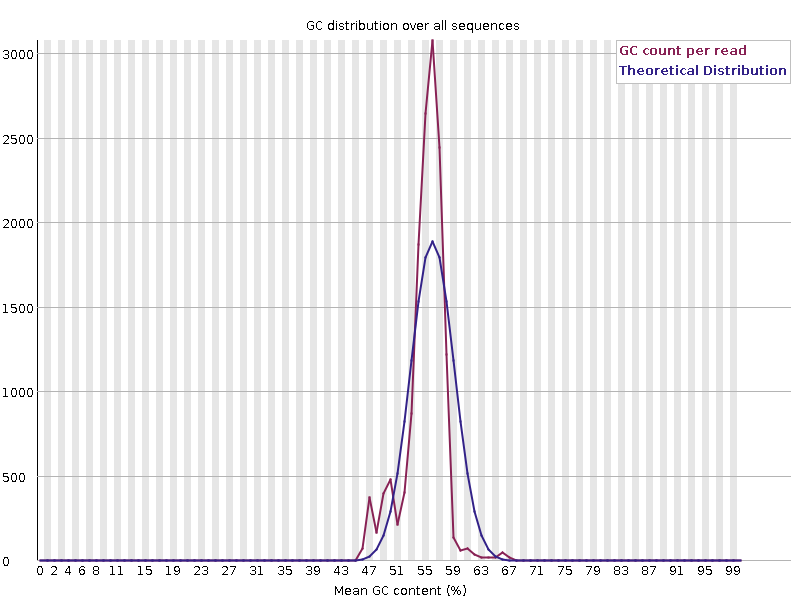 GC distribution over all sequences
GC count per read
Theoretical Distribution
3000
2500
2000
1500
1000
500
0
0 2 4 6 8 11 15 19 23 27 31 35 39 43 47 51 55 59 63 67 71 75 79 83 87 91 95 99
Mean GC content (%)